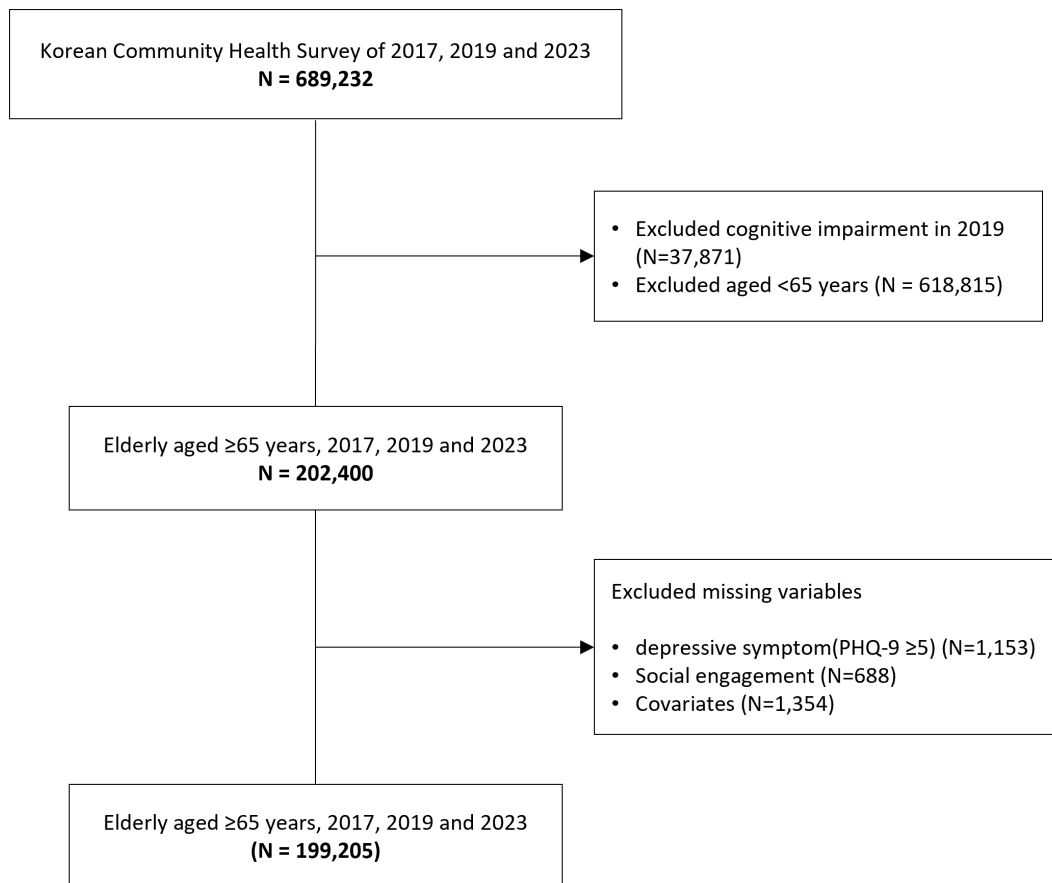 Korean Community Health Survey of 2017, 2019 and 2023
N = 689,232
• Excluded cognitive impairment in 2019
(N=37,871)
• Excluded aged <65 years (N = 618,815)
Elderly aged ≥65 years, 2017, 2019 and 2023
N = 202,400
Excluded missing variables
• depressive symptom(PHQ-9 ≥5) (N=1,153)
• Social engagement (N=688)
• Covariates (N=1,354)
Elderly aged ≥65 years, 2017, 2019 and 2023
(N = 199,205)